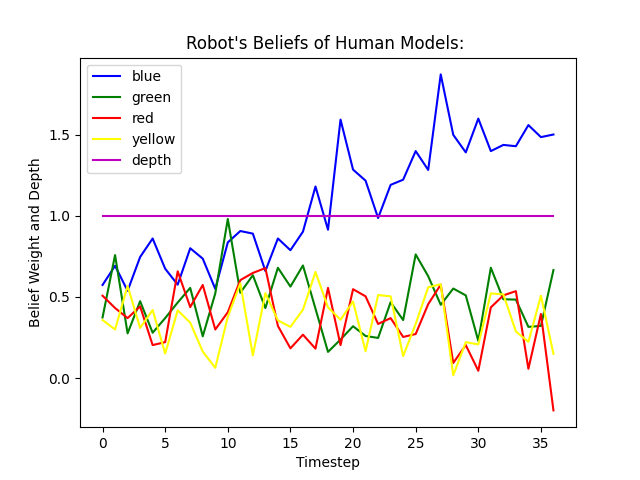 Robot's Beliefs of Human Models:
blue
green
red
yellow
depth
Belief Weight and Depth
1.5
1.0
0.5
0.0
0 5 10 15 20 25 30 35
Timestep